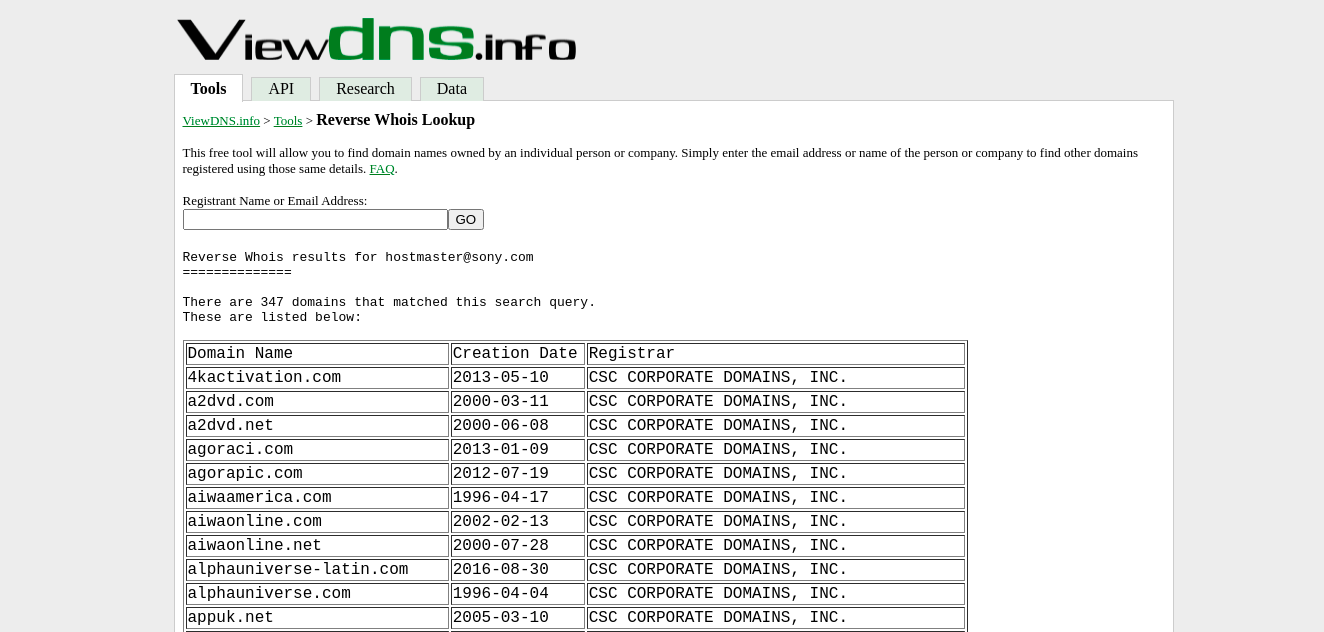 Viewdns.info
Tools API Research Data
ViewDNS.info > Tools > Reverse Whois Lookup
This free tool will allow you to find domain names owned by an individual person or company. Simply enter the email address or name of the person or company to find other domains
registered using those same details. FAQ.
Registrant Name or Email Address:
GO
Reverse Whois results for hostmaster@sony.com
==============
There are 347 domains that matched this search query.
These are listed below:
Domain Name Creation Date Registrar
4kactivation.com 2013-05-10 CSC CORPORATE DOMAINS, INC.
a2dvd.com 2000-03-11 CSC CORPORATE DOMAINS, INC.
a2dvd.net 2000-06-08 CSC CORPORATE DOMAINS, INC.
agoraci.com 2013-01-09 CSC CORPORATE DOMAINS, INC.
agorapic.com 2012-07-19 CSC CORPORATE DOMAINS, INC.
aiwaamerica.com 1996-04-17 CSC CORPORATE DOMAINS, INC.
aiwaonline.com 2002-02-13 CSC CORPORATE DOMAINS, INC.
aiwaonline.net 2000-07-28 CSC CORPORATE DOMAINS, INC.
alphauniverse-latin.com 2016-08-30 CSC CORPORATE DOMAINS, INC.
alphauniverse.com 1996-04-04 CSC CORPORATE DOMAINS, INC.
appuk.net 2005-03-10 CSC CORPORATE DOMAINS, INC.